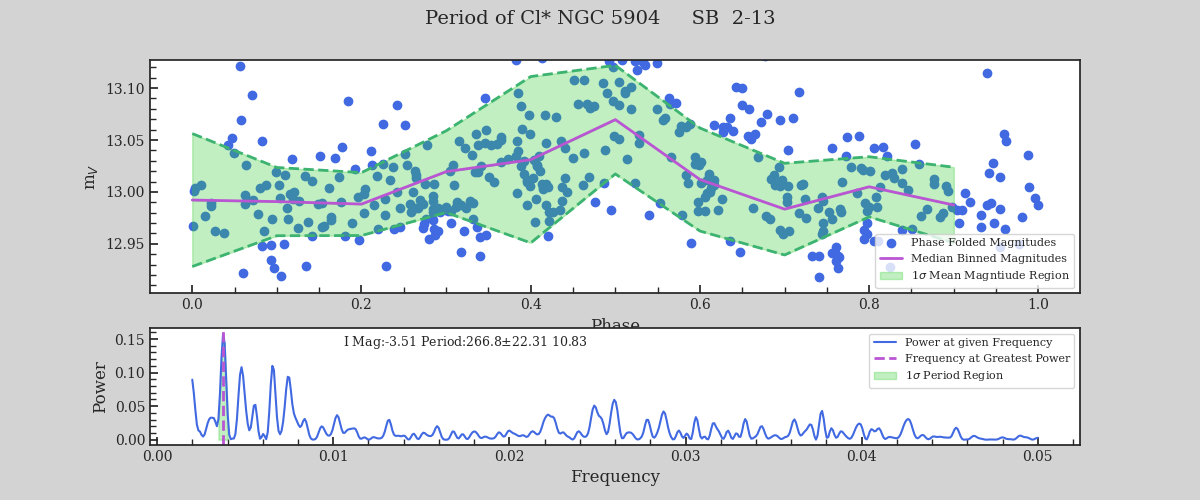 Period of Cl* NGC 5904     SB  2-13
13.10
13.05
13.00
12.95
mV
0.0 0.2 0.4 0.6 0.8 1.0
Phase
Phase Folded Magnitudes
Median Binned Magnitudes
1σ Mean Magntiude Region
I Mag:-3.51 Period:266.8±22.31 10.83
0.15
0.10
0.05
0.00
Power
Power at given Frequency
Frequency at Greatest Power
1σ Period Region
0.00 0.01 0.02 0.03 0.04 0.05
Frequency